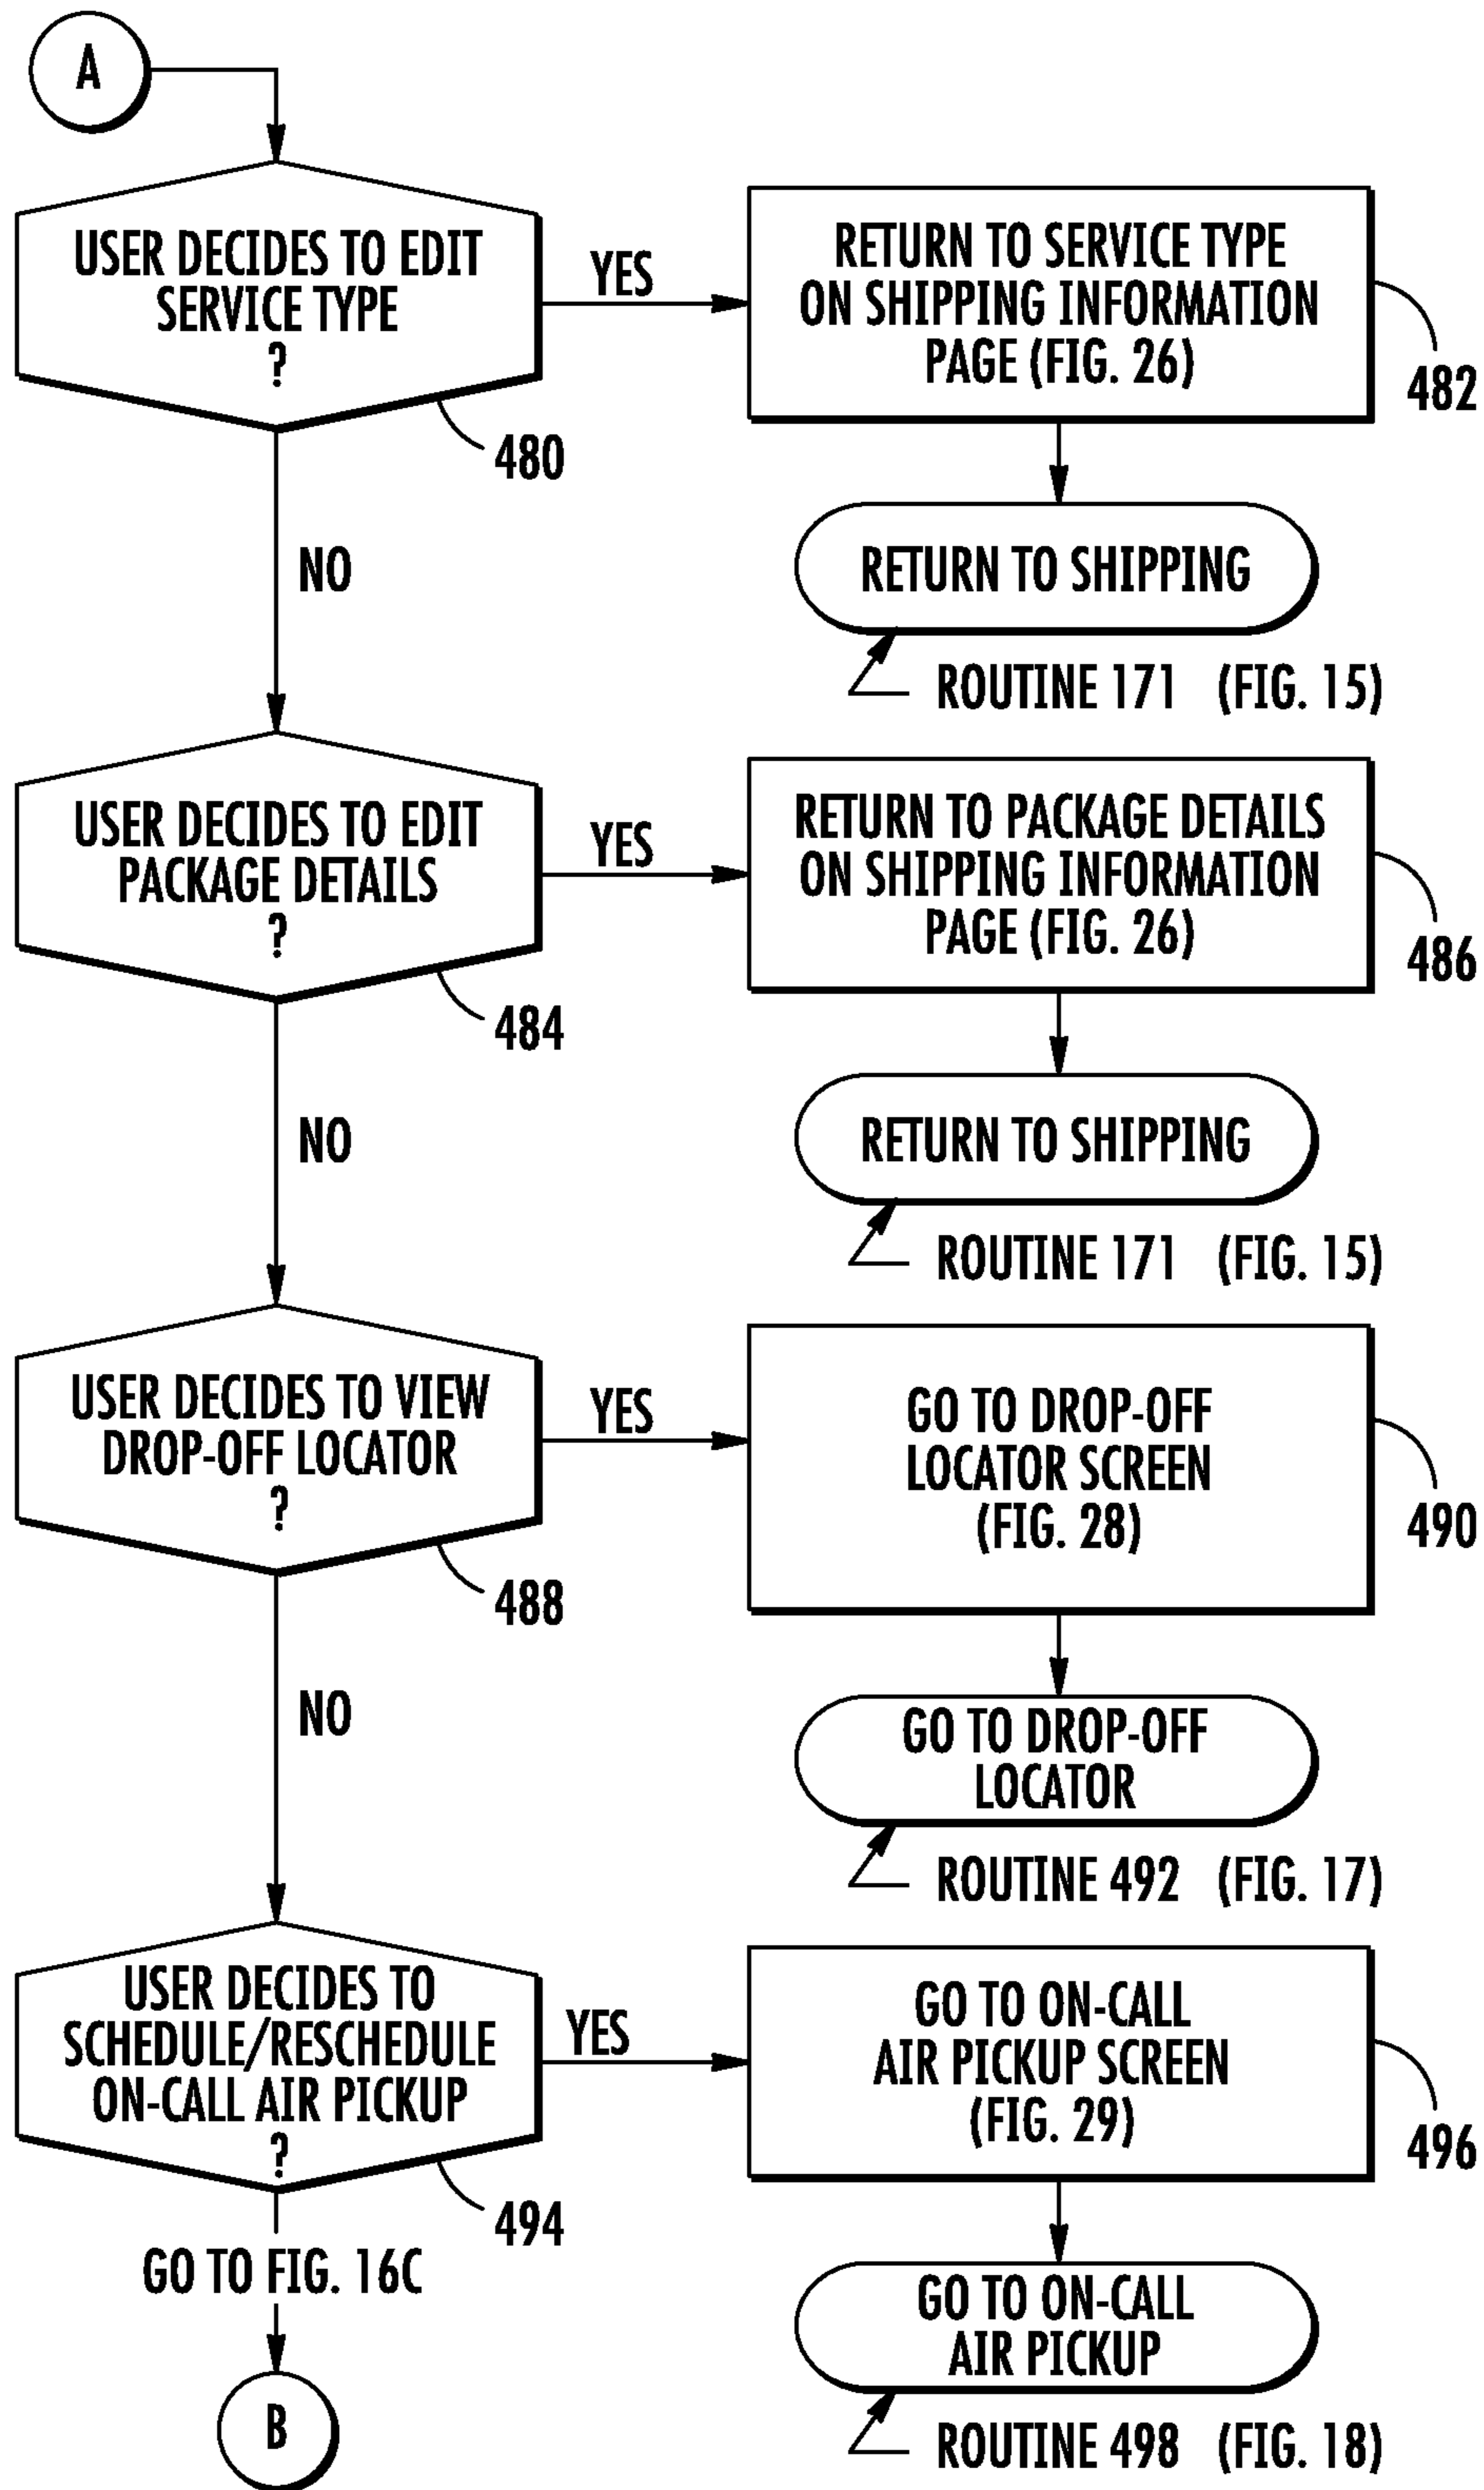 A
USER DECIDES TO EDIT
SERVICE TYPE
?
480
YES
RETURN TO SERVICE TYPE
ON SHIPPING INFORMATION
PAGE (FIG. 26)
482
RETURN TO SHIPPING
ROUTINE 171 (FIG. 15)
NO
USER DECIDES TO EDIT
PACKAGE DETAILS
?
484
YES
RETURN TO PACKAGE DETAILS
ON SHIPPING INFORMATION
PAGE (FIG. 26)
486
RETURN TO SHIPPING
ROUTINE 171 (FIG. 15)
NO
USER DECIDES TO VIEW
DROP-OFF LOCATOR
?
488
YES
GO TO DROP-OFF
LOCATOR SCREEN
(FIG. 28)
490
GO TO DROP-OFF
LOCATOR
ROUTINE 492 (FIG. 17)
NO
USER DECIDES TO
SCHEDULE/RESCHEDULE
ON-CALL AIR PICKUP
?
494
YES
GO TO ON-CALL
AIR PICKUP SCREEN
(FIG. 29)
496
GO TO ON-CALL
AIR PICKUP
ROUTINE 498 (FIG. 18)
GO TO FIG. 16C
B